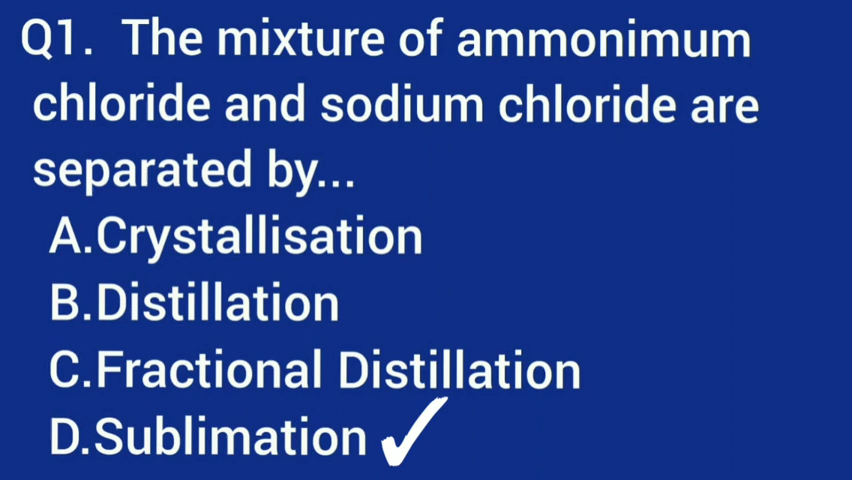 Q1. The mixture of ammonimum
chloride and sodium chloride are
separated by...
A.Crystallisation
B.Distillation
C.Fractional Distillation
D.Sublimation